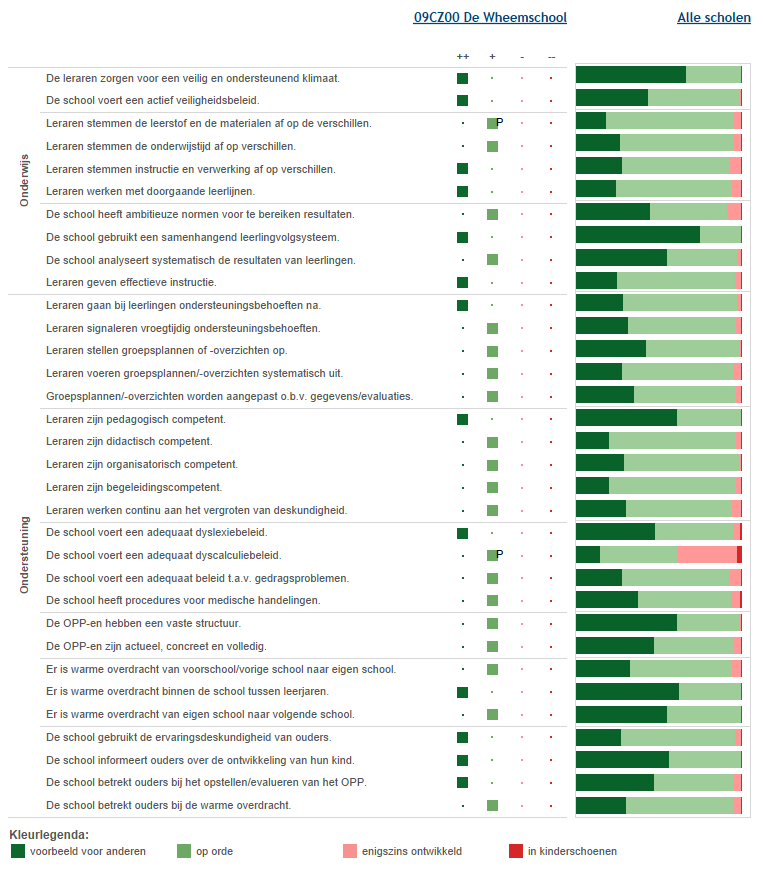 09CZ00 De Wheemschool Alle scholen
++ + - --
Onderwijs
De leraren zorgen voor een veilig en ondersteunend klimaat.
De school voert een actief veiligheidsbeleid.
Leraren stemmen de leerstof en de materialen af op de verschillen. P
Leraren stemmen de onderwijstijd af op verschillen.
Leraren stemmen instructie en verwerking af op verschillen.
Leraren werken met doorgaande leerlijnen.
De school heeft ambitieuze normen voor te bereiken resultaten.
De school gebruikt een samenhangend leerlingvolgsysteem.
De school analyseert systematisch de resultaten van leerlingen.
Leraren geven effectieve instructie.
Ondersteuning
Leraren gaan bij leerlingen ondersteuningsbehoeften na.
Leraren signaleren vroegtijdig ondersteuningsbehoeften.
Leraren stellen groepsplannen of -overzichten op.
Leraren voeren groepsplannen/-overzichten systematisch uit.
Groepsplannen/-overzichten worden aangepast o.b.v. gegevens/evaluaties.
Leraren zijn pedagogisch competent.
Leraren zijn didactisch competent.
Leraren zijn organisatorisch competent.
Leraren zijn begeleidingscompetent.
Leraren werken continu aan het vergroten van deskundigheid.
De school voert een adequaat dyslexiebeleid.
De school voert een adequaat dyscalculiebeleid. P
De school voert een adequaat beleid t.a.v. gedragsproblemen.
De school heeft procedures voor medische handelingen.
De OPP-en hebben een vaste structuur.
De OPP-en zijn actueel, concreet en volledig.
Er is warme overdracht van voorschool/vorige school naar eigen school.
Er is warme overdracht binnen de school tussen leerjaren.
Er is warme overdracht van eigen school naar volgende school.
De school gebruikt de ervaringsdeskundigheid van ouders.
De school informeert ouders over de ontwikkeling van hun kind.
De school betrekt ouders bij het opstellen/evalueren van het OPP.
De school betrekt ouders bij de warme overdracht.
Kleurlegenda:
voorbeeld voor anderen op orde enigszins ontwikkeld in kinderschoenen